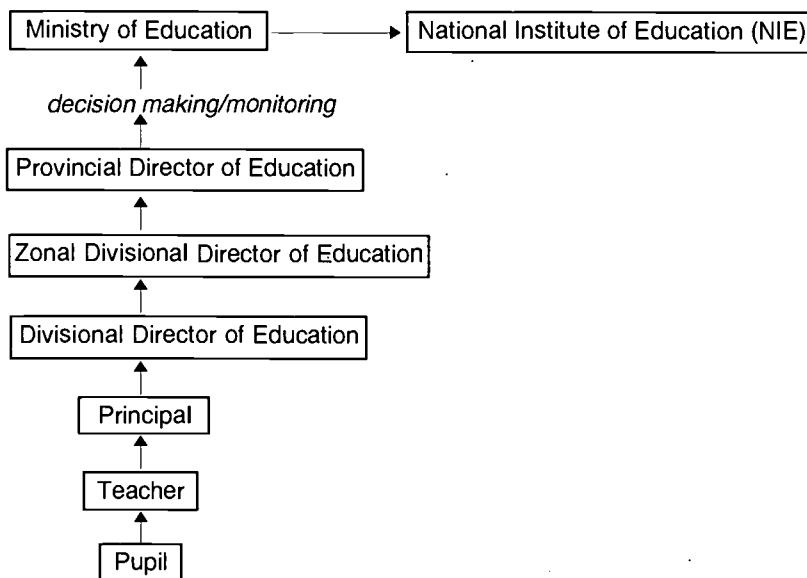 Ministry of Education
National Institute of Education (NIE)
decision making/monitoring
Provincial Director of Education
Zonal Divisional Director of Education
Divisional Director of Education
Principal
Teacher
Pupil